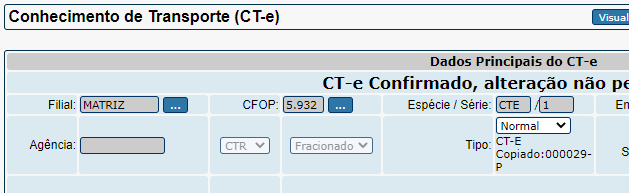 Conhecimento de Transporte (CT-e) Visual
Dados Principais do CT-e
CT-e Confirmado, alteração não pe
Filial: MATRIZ ... CFOP: 5.932 ... Espécie / Série: CTE / 1 En
Agência: CTR Fracionado Tipo: Normal
CT-E
Copiado:000029-
P
S